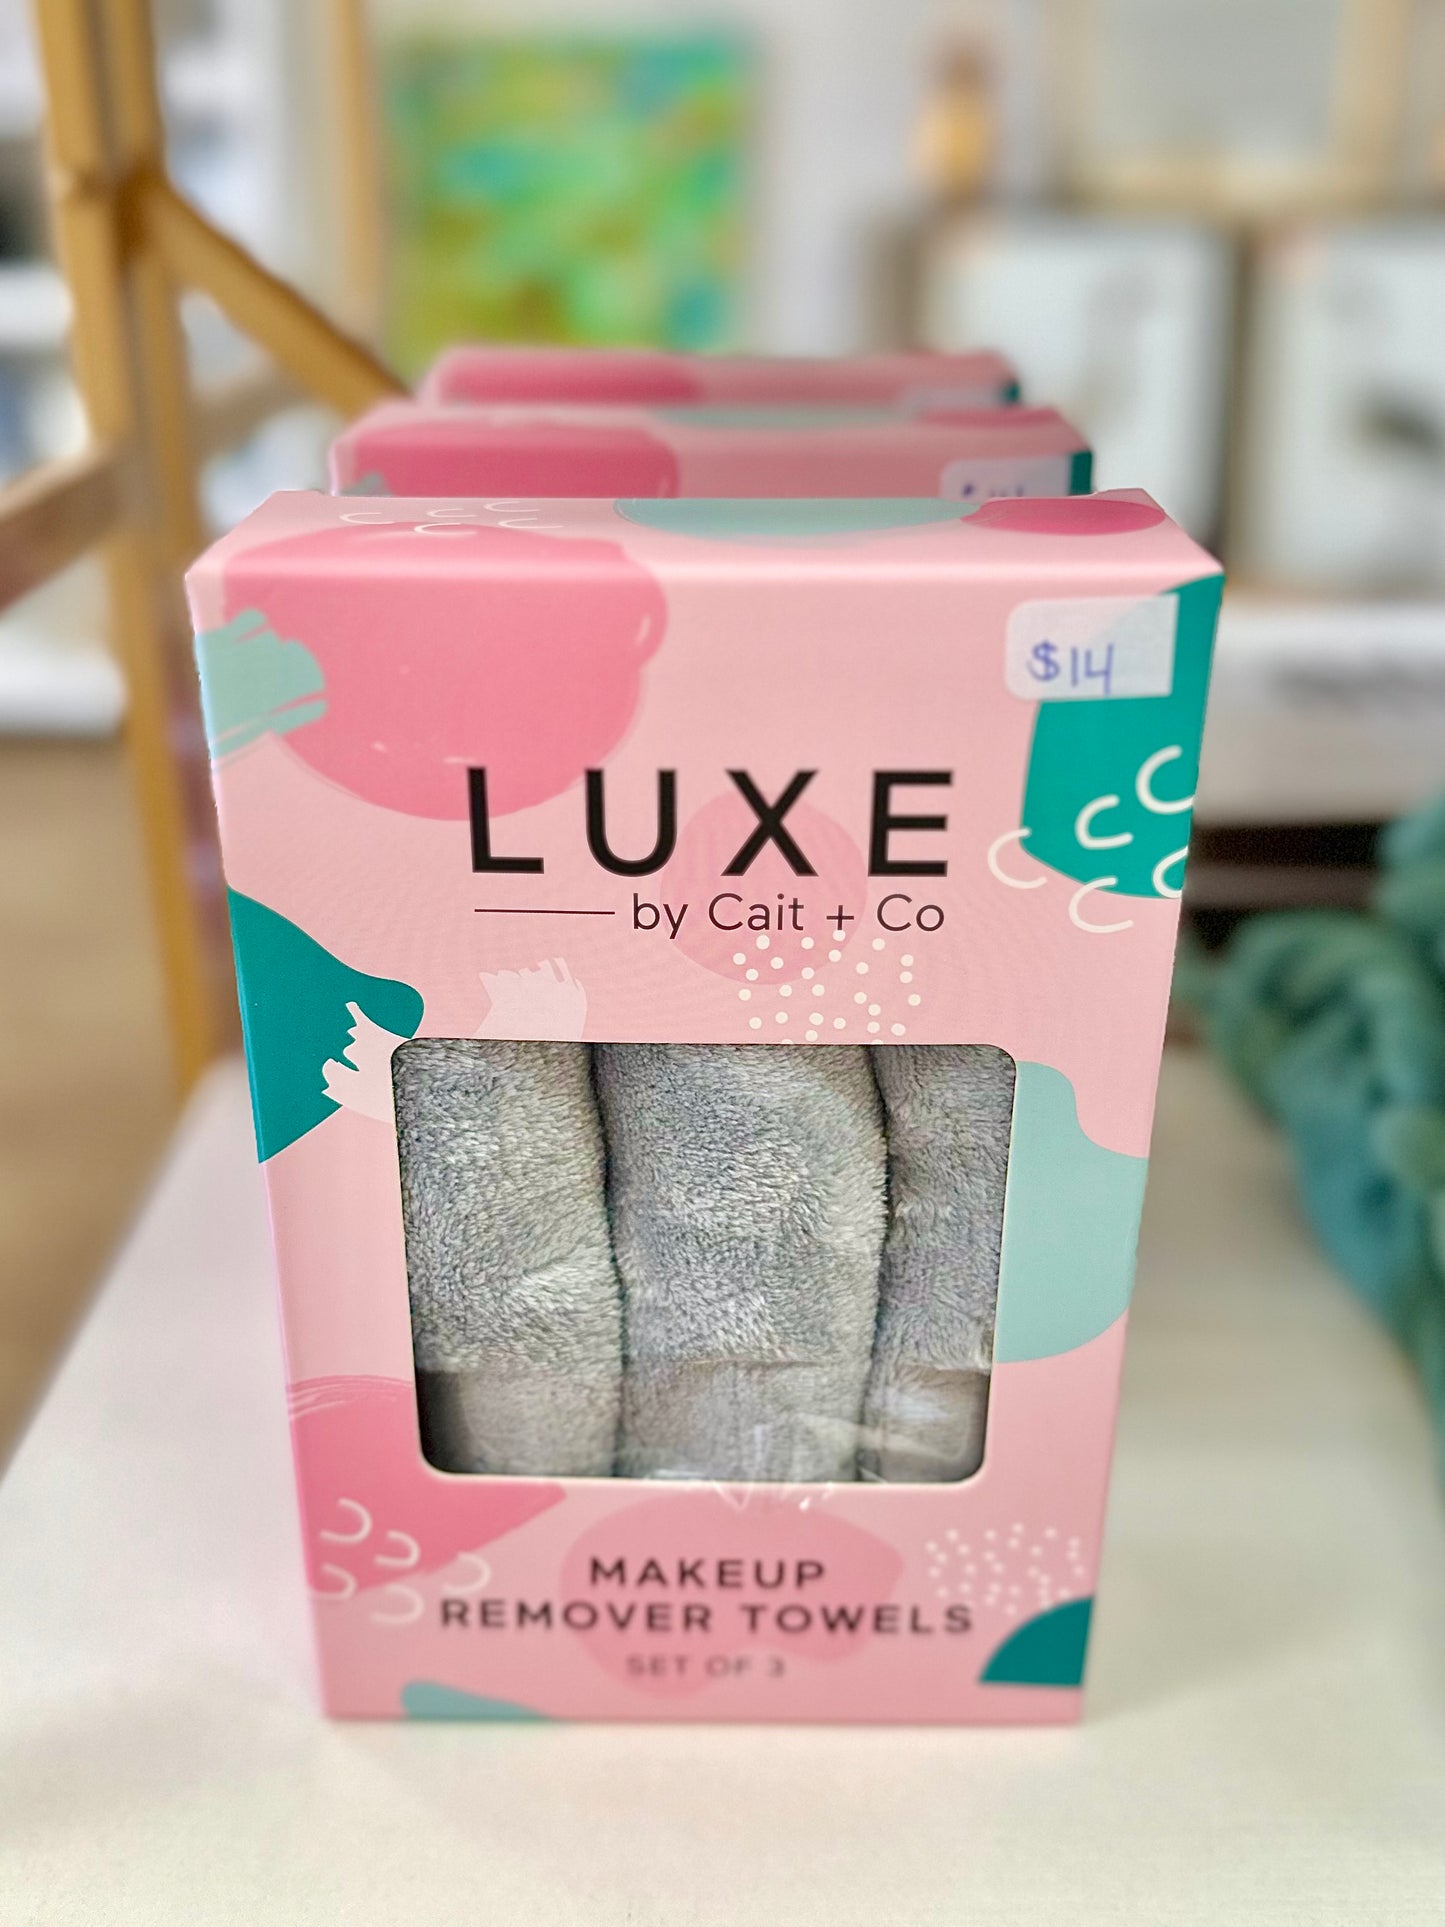 $14
LUXE
by Cait + Co
MAKEUP
REMOVER TOWELS
SET OF 3